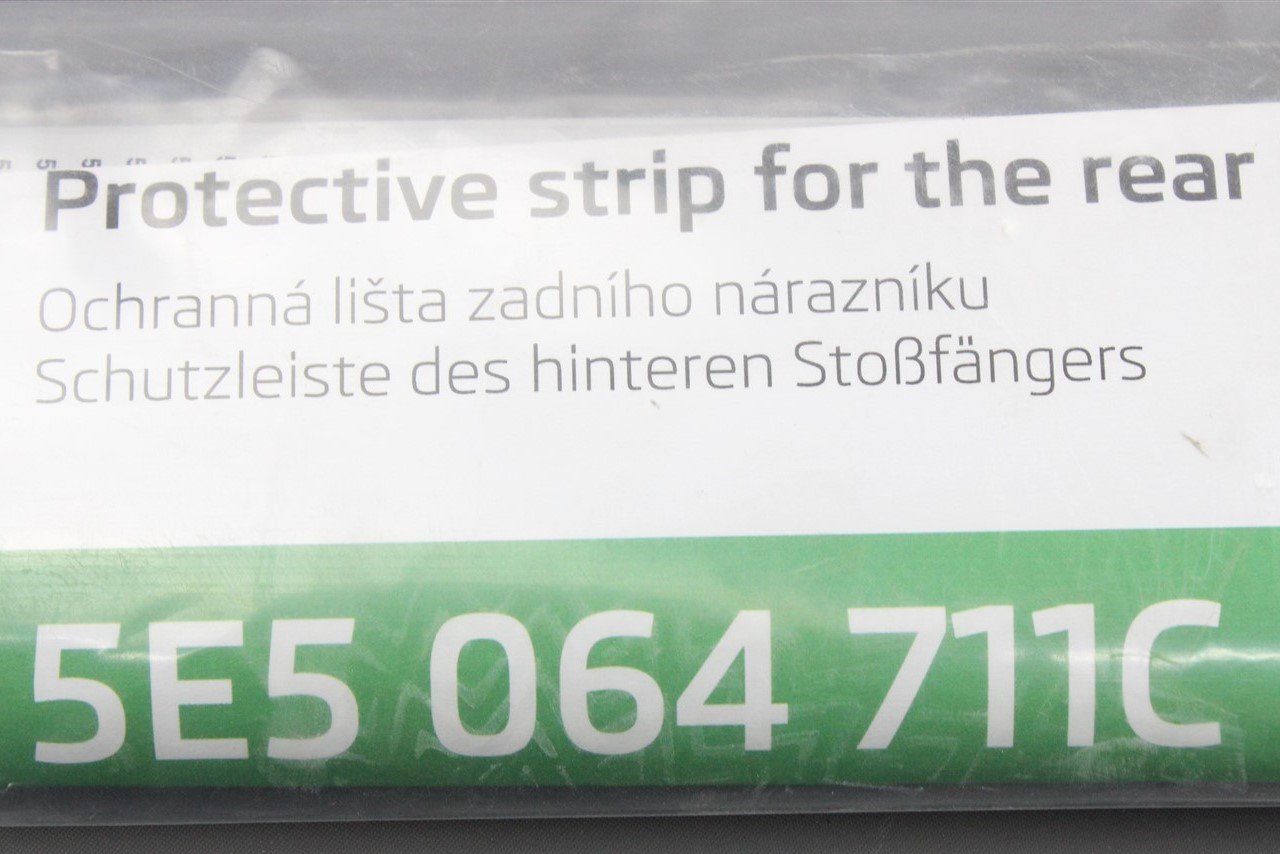 Protective strip for the rear
Ochranná lišta zadního nárazníku
Schutzleiste des hinteren Stoßfängers
5E5 064 711C